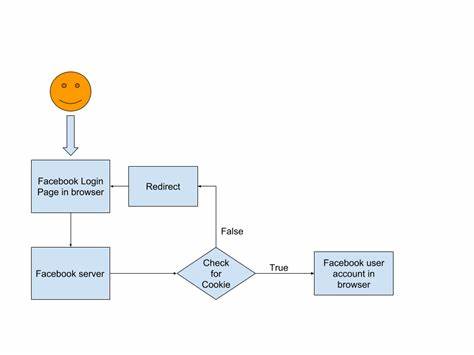 Facebook Login
Page in browser
Redirect
False
Facebook server
Check
for
Cookie
True
Facebook user
account in
browser